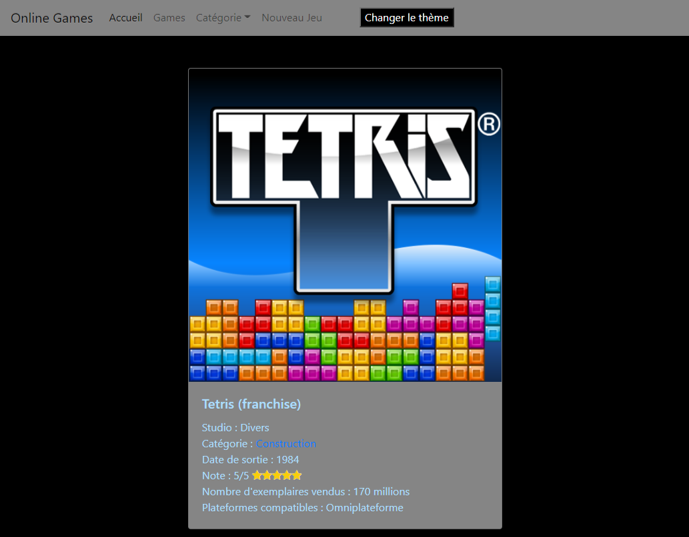 Online Games Accueil Games Catégorie Nouveau Jeu Changer le thème
TETRIS ®
Tetris (franchise)
Studio : Divers
Catégorie : Construction
Date de sortie : 1984
Note : 5/5 ⭐⭐⭐⭐⭐
Nombre d'exemplaires vendus : 170 millions
Plateformes compatibles : Omniplateforme